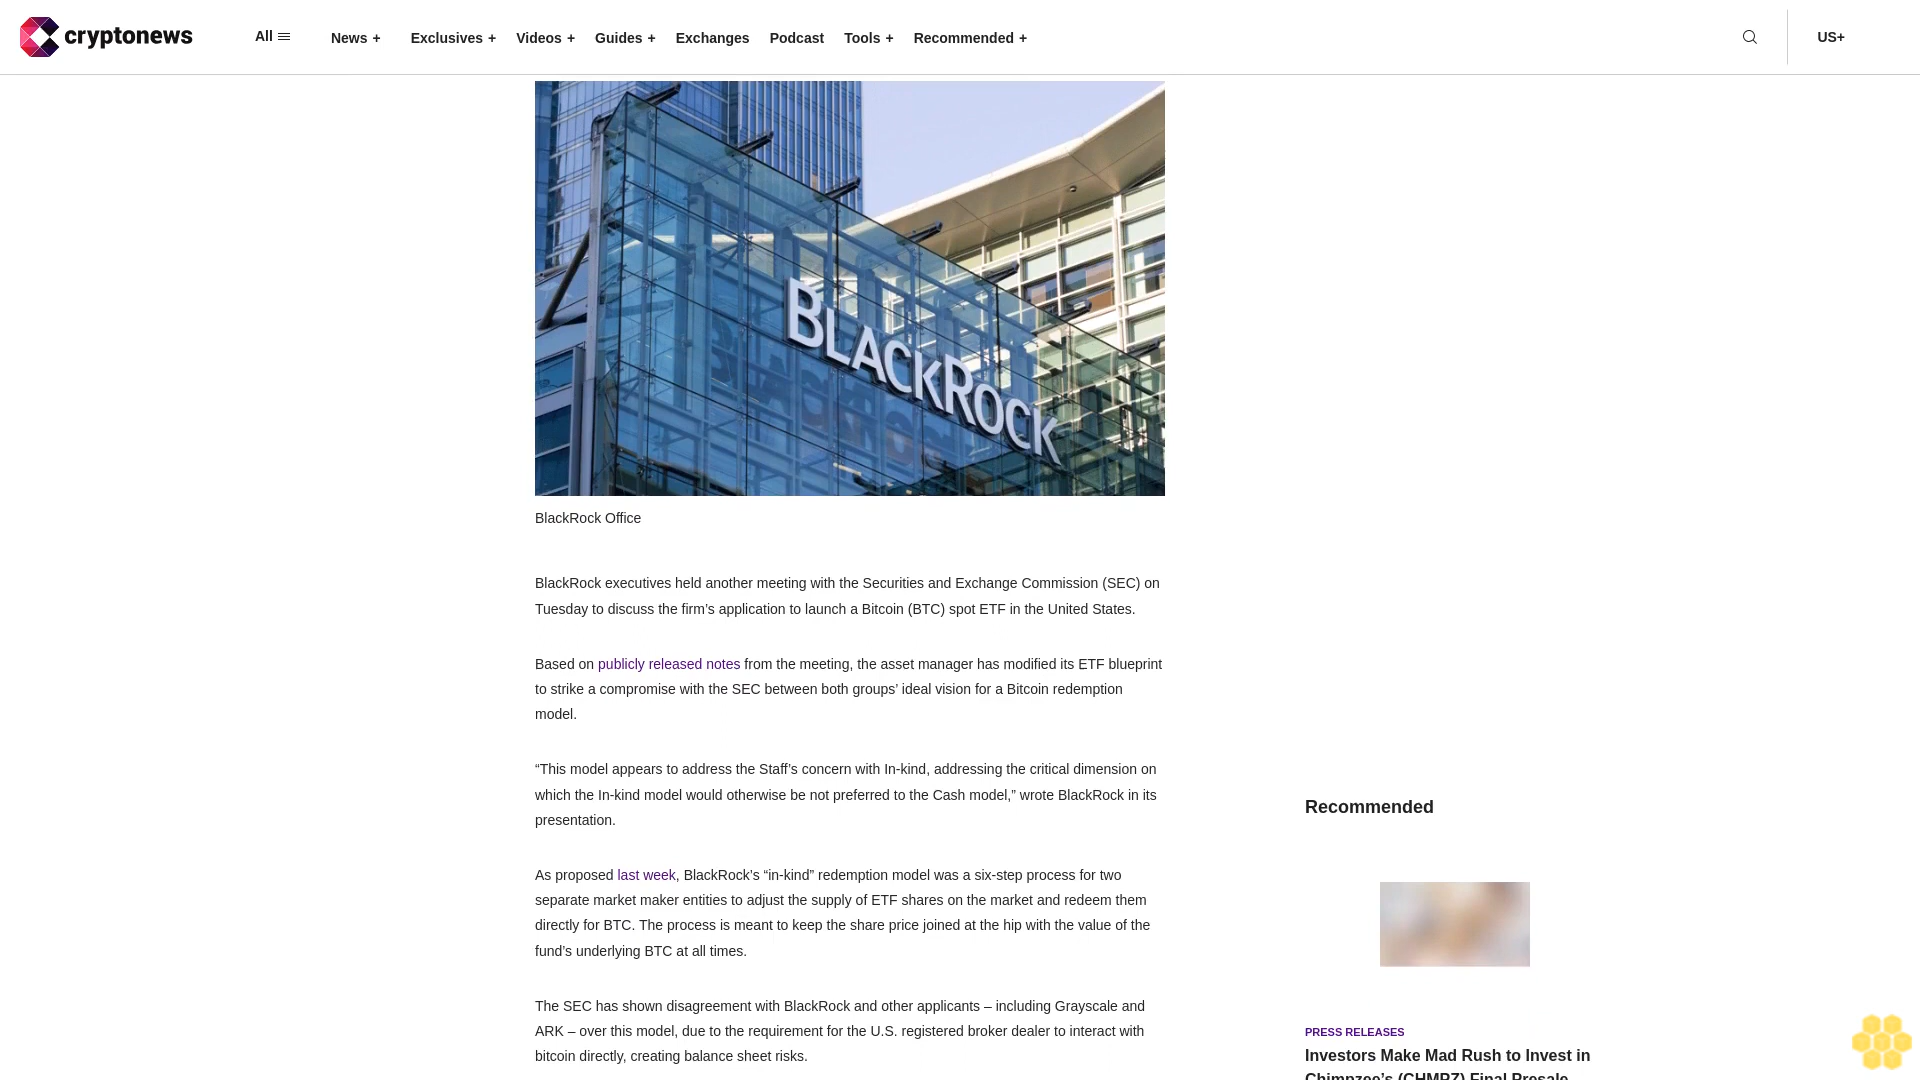 cryptonews
All
News +
Exclusives +
Videos +
Guides +
Exchanges
Podcast
Tools +
Recommended +
US+
BLACKROCK
BlackRock Office
BlackRock executives held another meeting with the Securities and Exchange Commission (SEC) on
Tuesday to discuss the firm’s application to launch a Bitcoin (BTC) spot ETF in the United States.
Based on publicly released notes from the meeting, the asset manager has modified its ETF blueprint
to strike a compromise with the SEC between both groups’ ideal vision for a Bitcoin redemption
model.
“This model appears to address the Staff’s concern with In-kind, addressing the critical dimension on
which the In-kind model would otherwise be not preferred to the Cash model,” wrote BlackRock in its
presentation.
As proposed last week, BlackRock’s “in-kind” redemption model was a six-step process for two
separate market maker entities to adjust the supply of ETF shares on the market and redeem them
directly for BTC. The process is meant to keep the share price joined at the hip with the value of the
fund’s underlying BTC at all times.
The SEC has shown disagreement with BlackRock and other applicants – including Grayscale and
ARK – over this model, due to the requirement for the U.S. registered broker dealer to interact with
bitcoin directly, creating balance sheet risks.
Recommended
PRESS RELEASES
Investors Make Mad Rush to Invest in
Chimpzee’s (CHMPZ) Final Presale